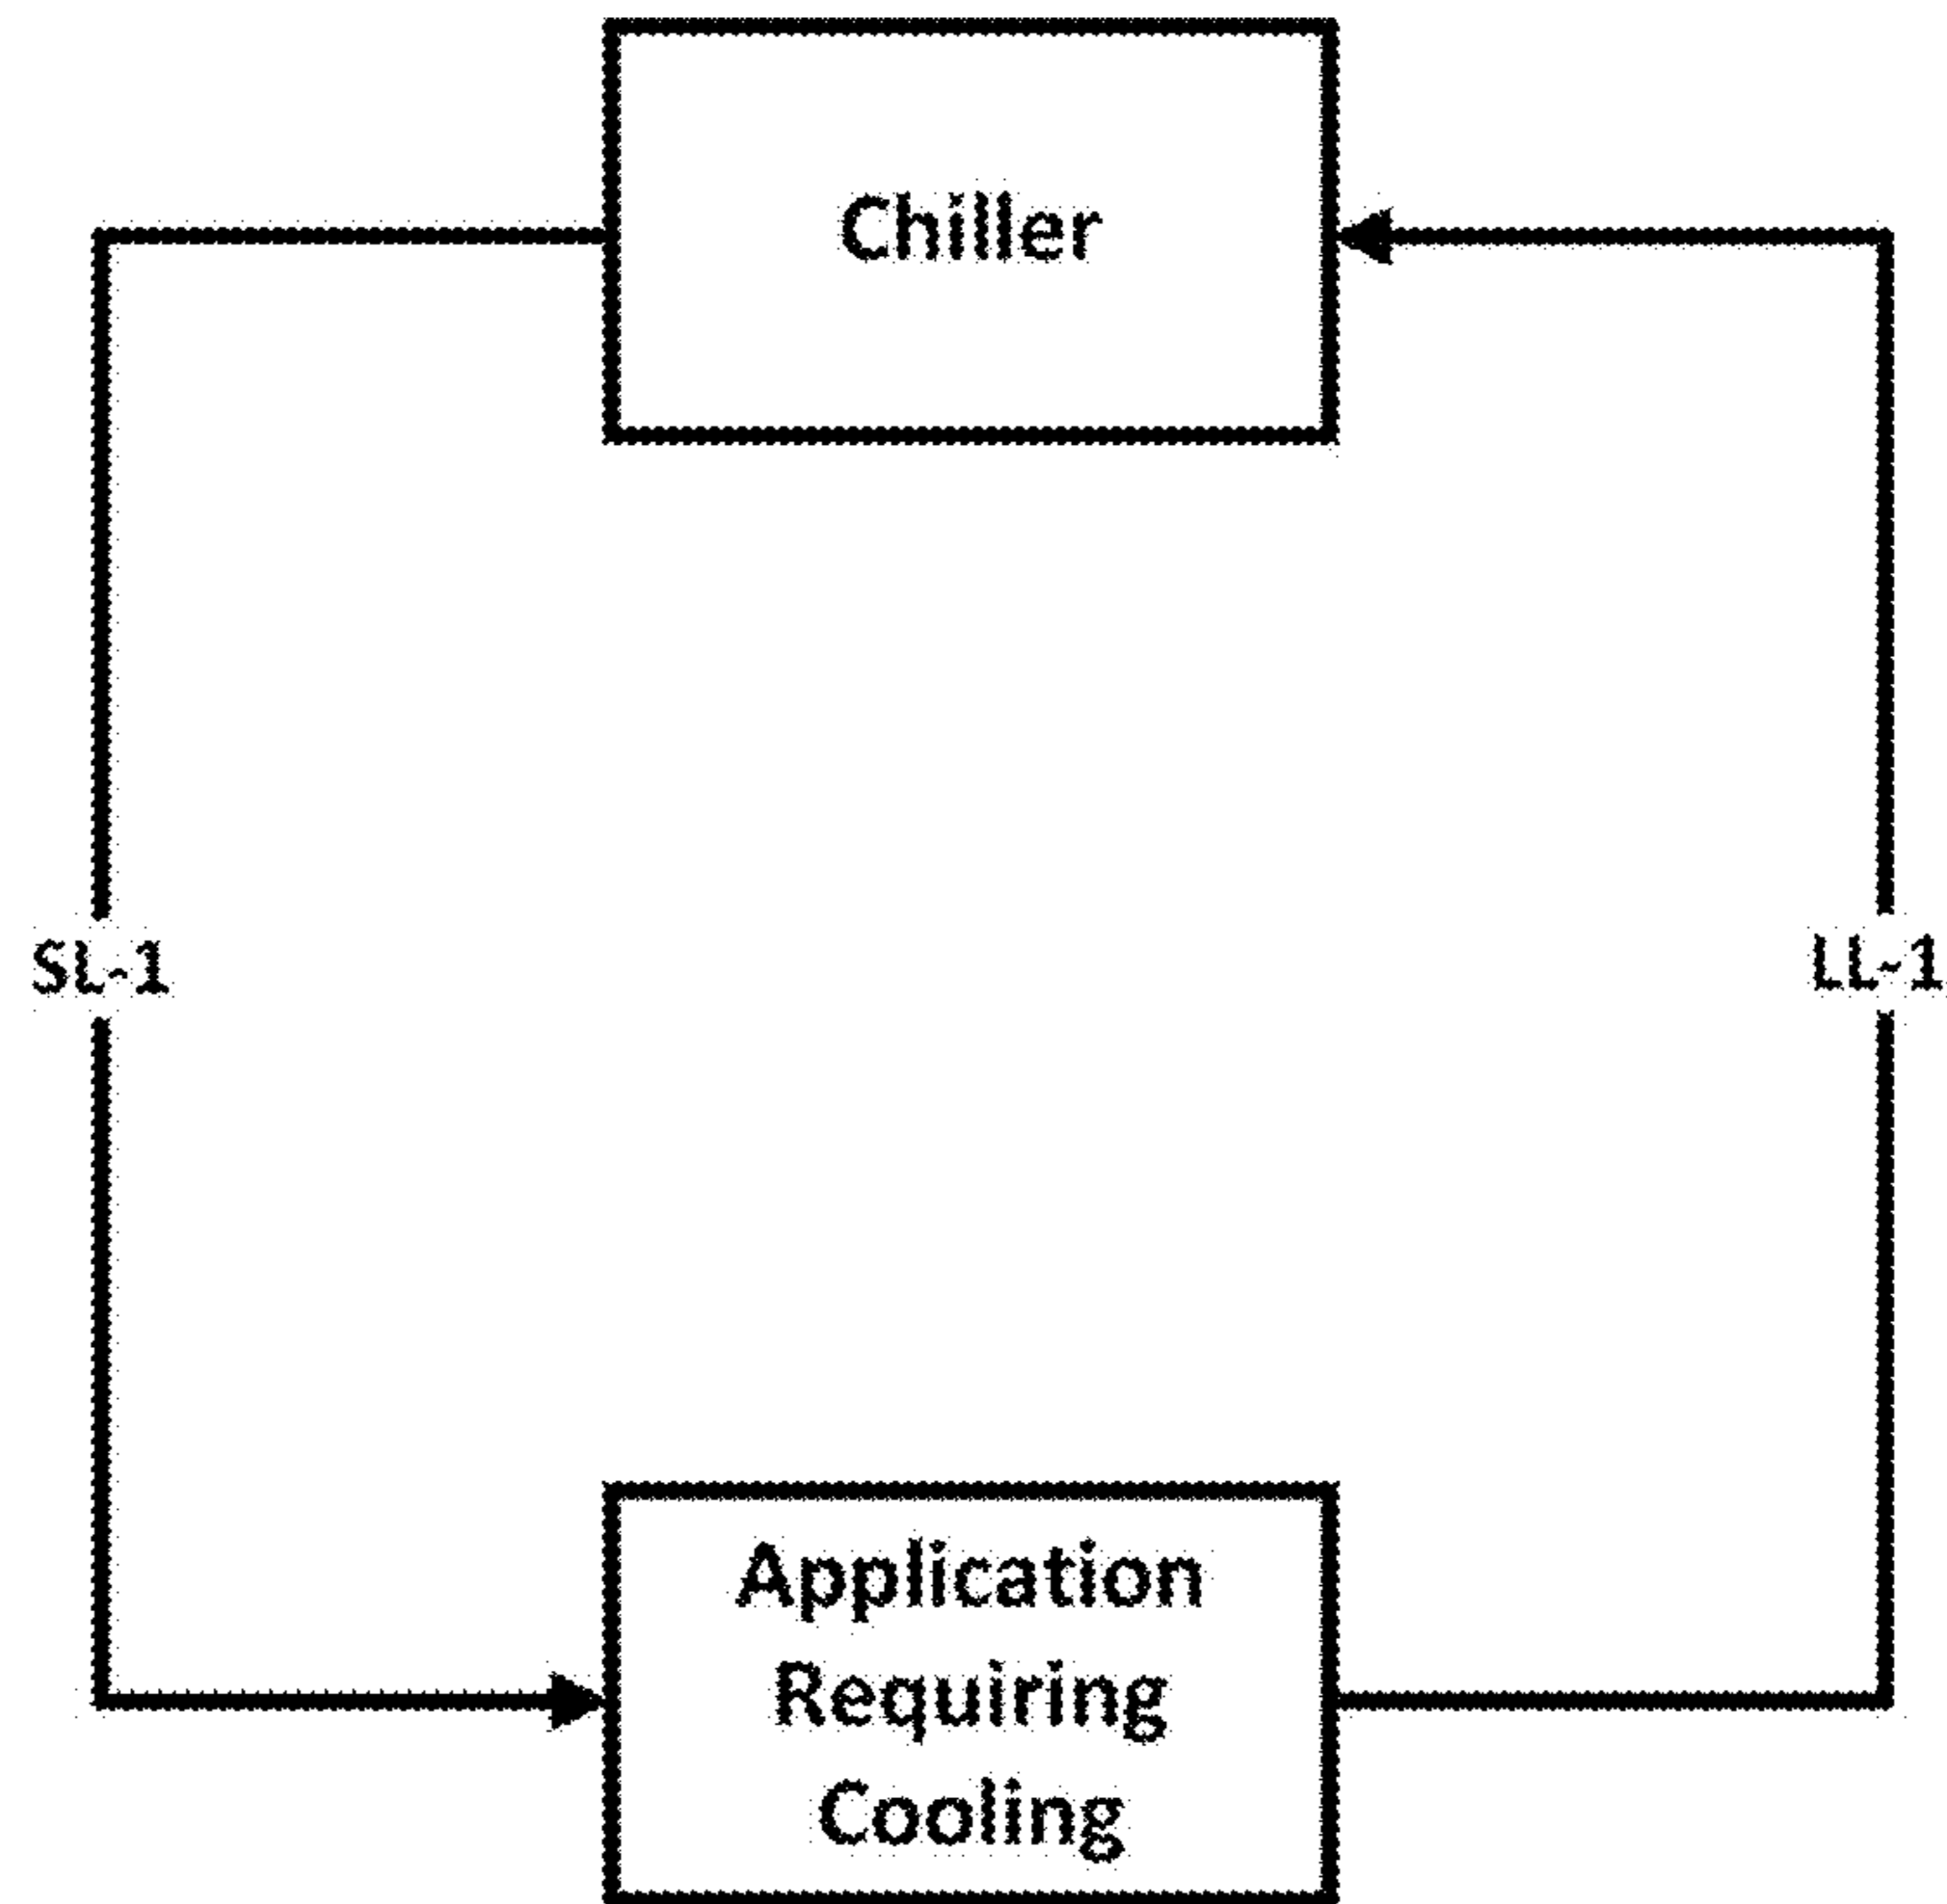 Chiller
SL-1
LL-1
Application
Requiring
Cooling